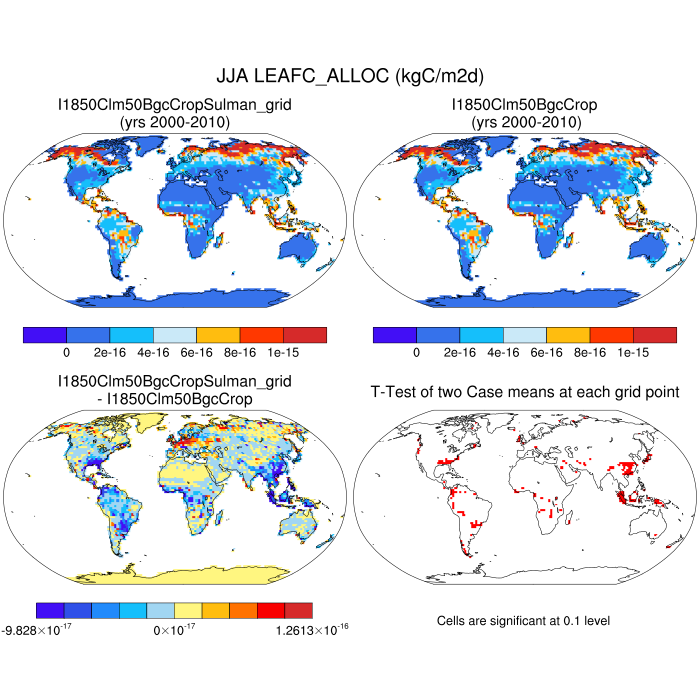 JJA LEAFC_ALLOC (kgC/m2d)
I1850Clm50BgcCropSulman_grid
(yrs 2000-2010)
I1850Clm50BgcCrop
(yrs 2000-2010)
0 2e-16 4e-16 6e-16 8e-16 1e-15
0 2e-16 4e-16 6e-16 8e-16 1e-15
I1850Clm50BgcCropSulman_grid
- I1850Clm50BgcCrop
T-Test of two Case means at each grid point
-9.828×10⁻¹⁷ 0×10⁻¹⁷ 1.2613×10⁻¹⁶
Cells are significant at 0.1 level